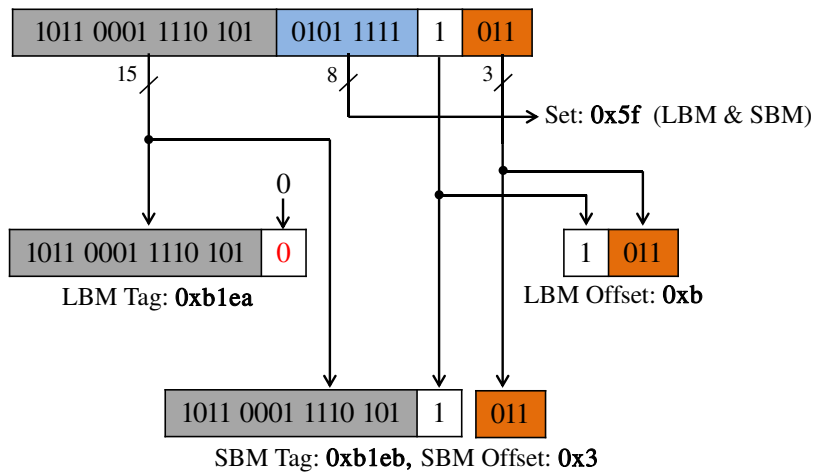 1011 0001 1110 101 0101 1111 1 011
15 8 3
Set: 0x5f (LBM & SBM)
0
1011 0001 1110 101 0 1 011
LBM Tag: 0xb1ea LBM Offset: 0xb
1011 0001 1110 101 1 011
SBM Tag: 0xb1eb, SBM Offset: 0x3